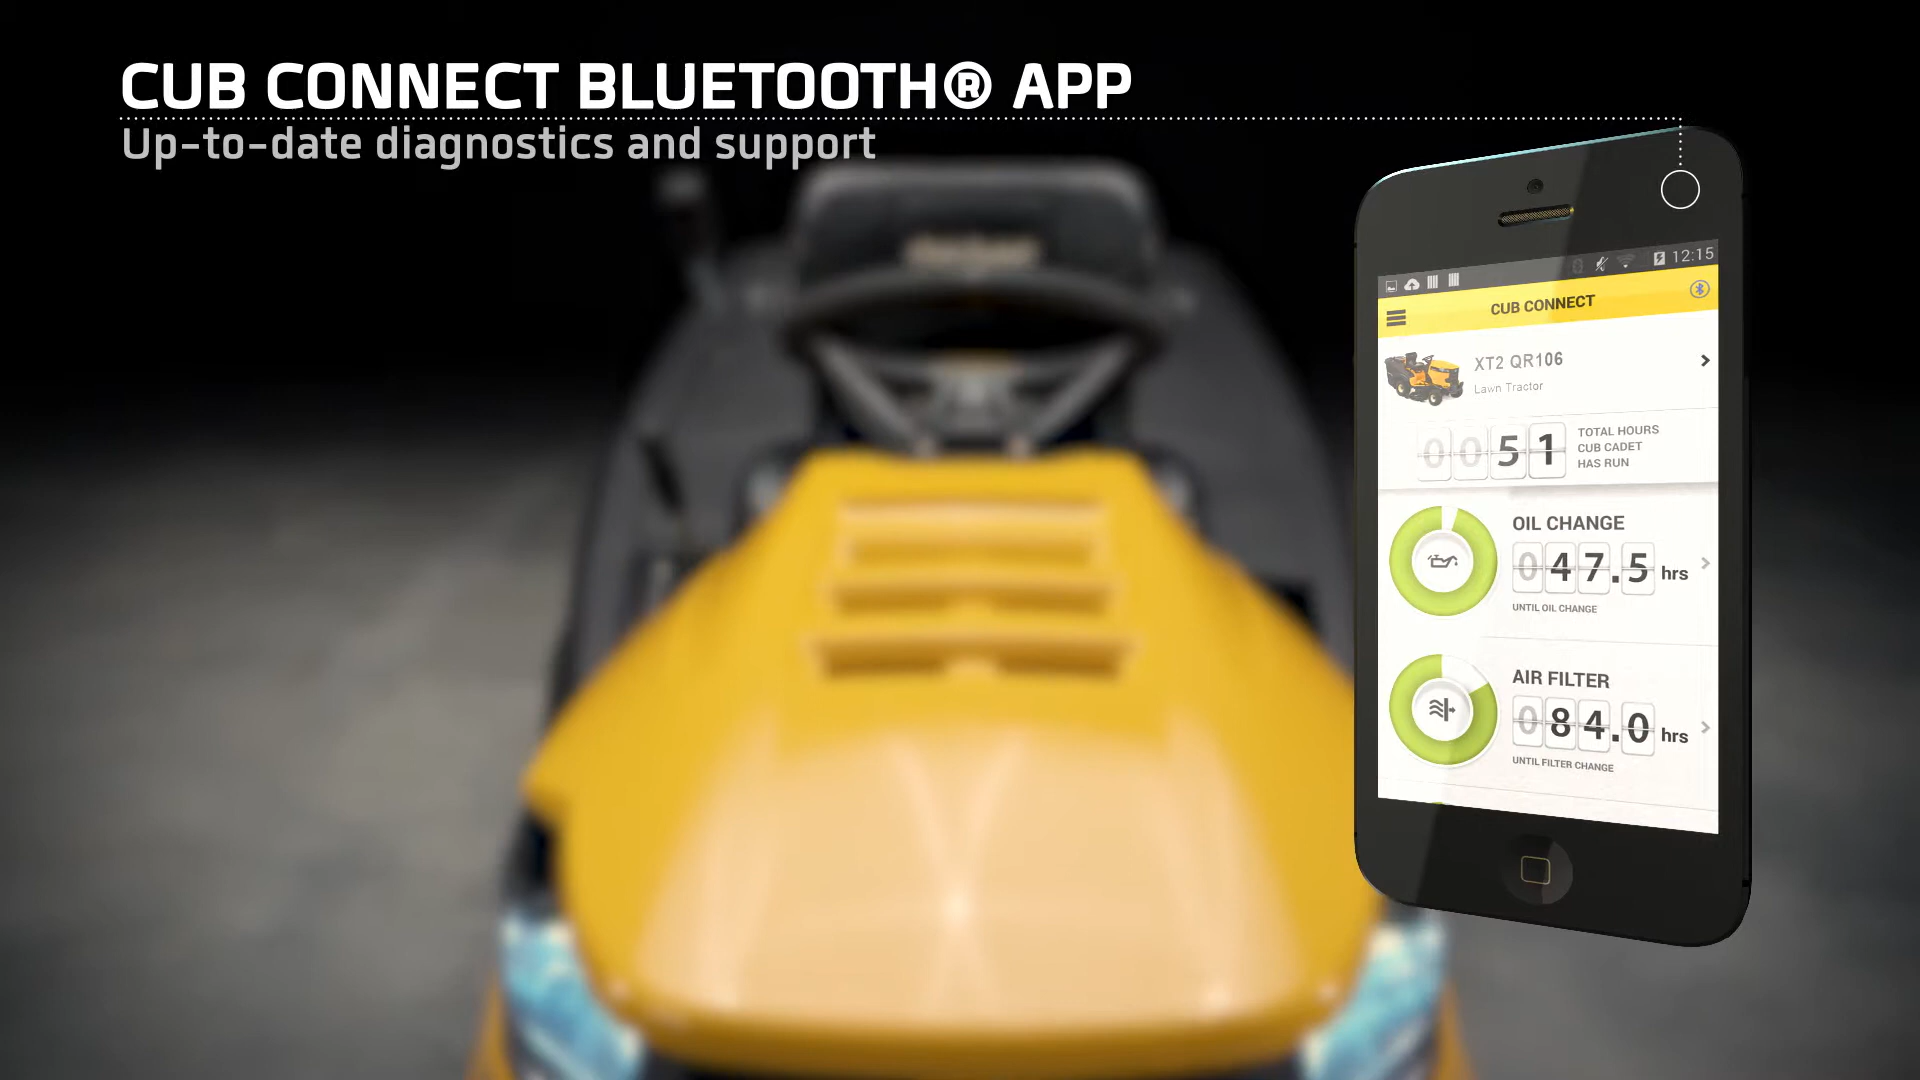 CUB CONNECT BLUETOOTH® APP
Up-to-date diagnostics and support
12:15
CUB CONNECT
XT2 QR106
Lawn Tractor
0051
TOTAL HOURS
CUB CADET
HAS RUN
OIL CHANGE
047.5 hrs
UNTIL OIL CHANGE
AIR FILTER
084.0 hrs
UNTIL FILTER CHANGE